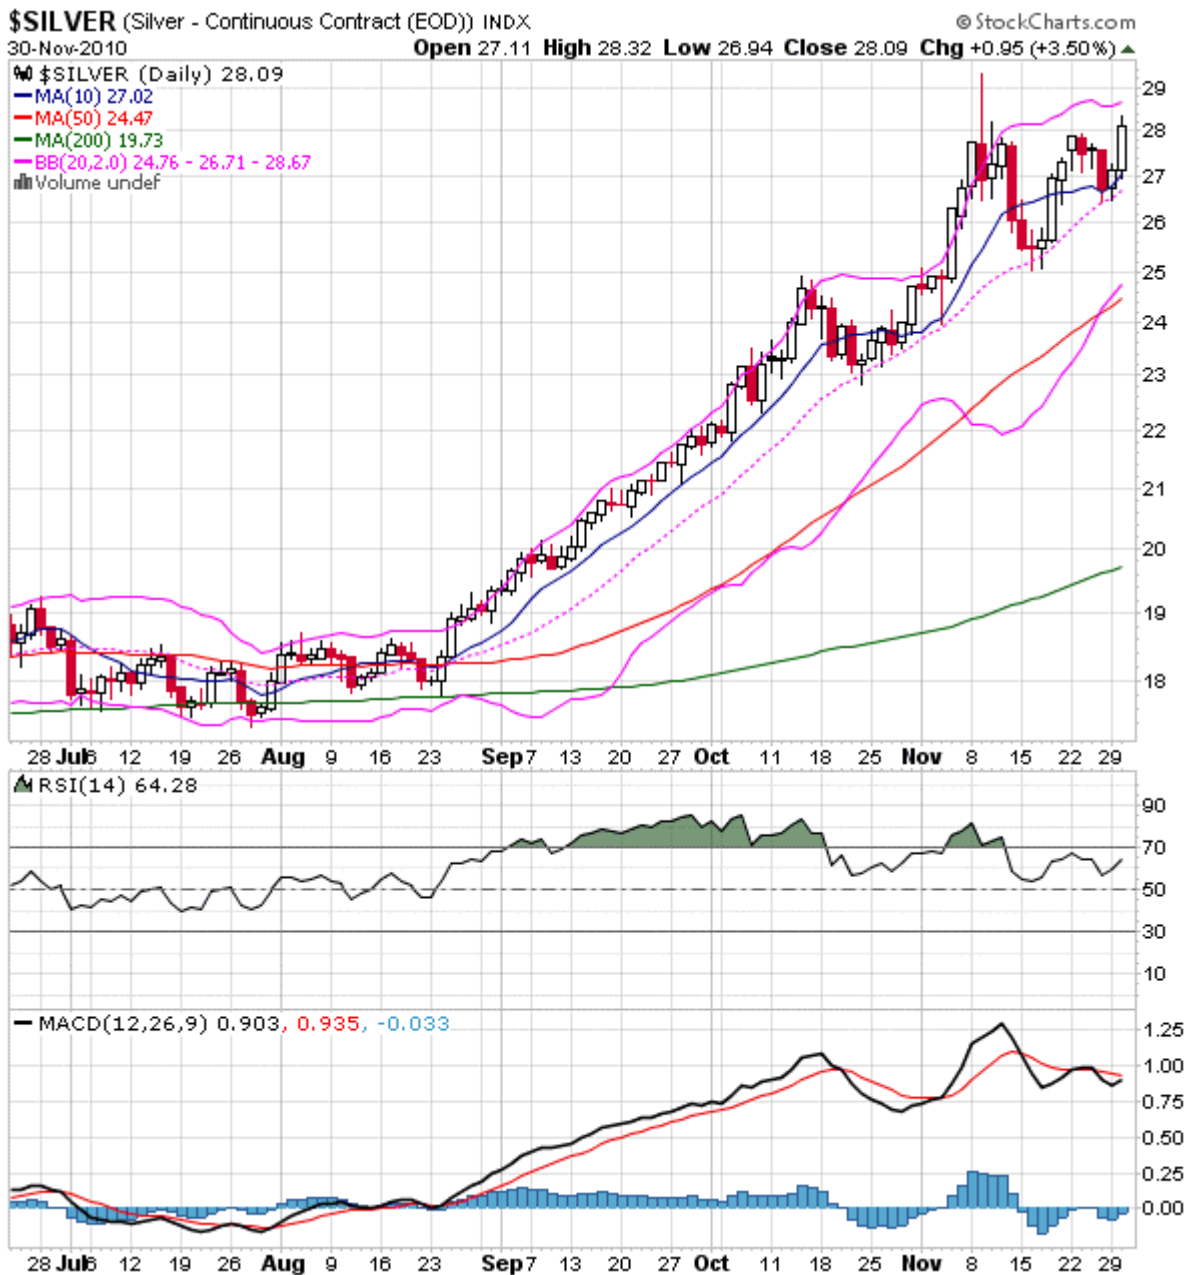 $SILVER (Silver - Continuous Contract (EOD)) INDX © StockCharts.com
30-Nov-2010 Open 27.11 High 28.32 Low 26.94 Close 28.09 Chg +0.95 (+3.50%)
$SILVER (Daily) 28.09
MA(10) 27.02
MA(50) 24.47
MA(200) 19.73
BB(20,2.0) 24.76 - 26.71 - 28.67
Volume undef
29
28
27
26
25
24
23
22
21
20
19
18
28 Jul 6 12 19 26 Aug 9 16 23 Sep 7 13 20 27 Oct 11 18 25 Nov 8 15 22 29
RSI(14) 64.28
90
70
50
30
10
MACD(12,26,9) 0.903, 0.935, -0.033
1.25
1.00
0.75
0.50
0.25
0.00
28 Jul 6 12 19 26 Aug 9 16 23 Sep 7 13 20 27 Oct 11 18 25 Nov 8 15 22 29